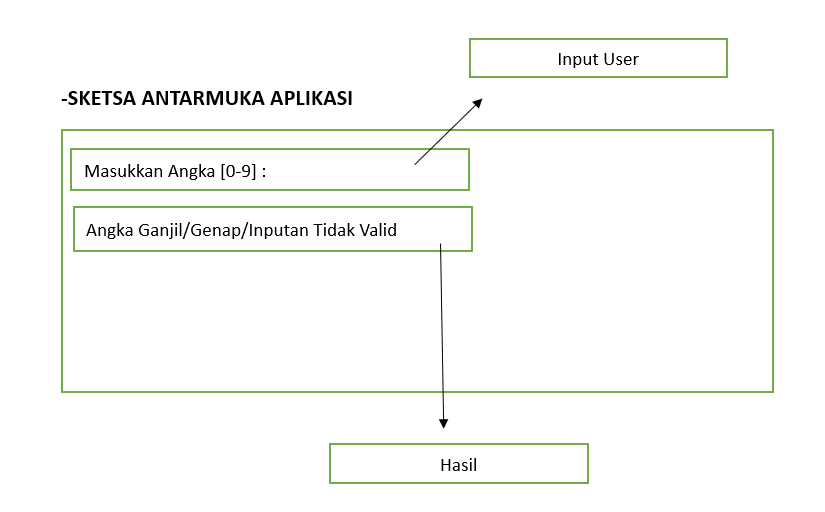 Input User
-SKETSA ANTARMUKA APLIKASI
Masukkan Angka [0-9] :
Angka Ganjil/Genap/Inputan Tidak Valid
Hasil